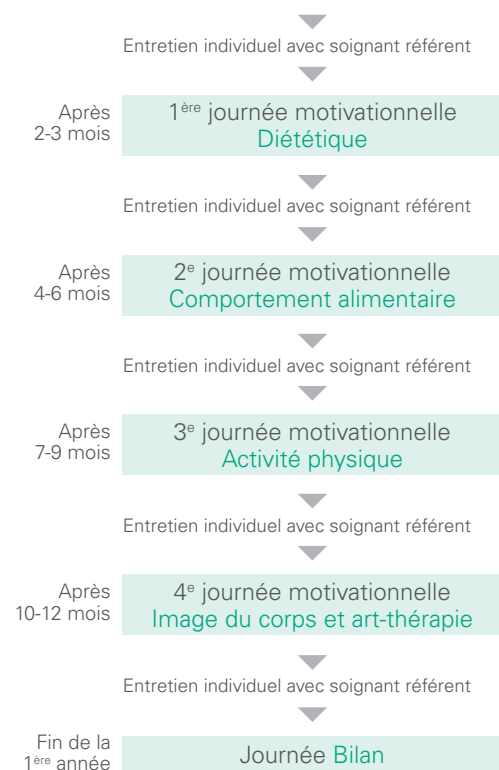 Entretien individuel avec soignant référent
Après
2-3 mois
1ère journée motivationnelle
Diététique
Entretien individuel avec soignant référent
Après
4-6 mois
2e journée motivationnelle
Comportement alimentaire
Entretien individuel avec soignant référent
Après
7-9 mois
3e journée motivationnelle
Activité physique
Entretien individuel avec soignant référent
Après
10-12 mois
4e journée motivationnelle
Image du corps et art-thérapie
Entretien individuel avec soignant référent
Fin de la
1ère année
Journée Bilan